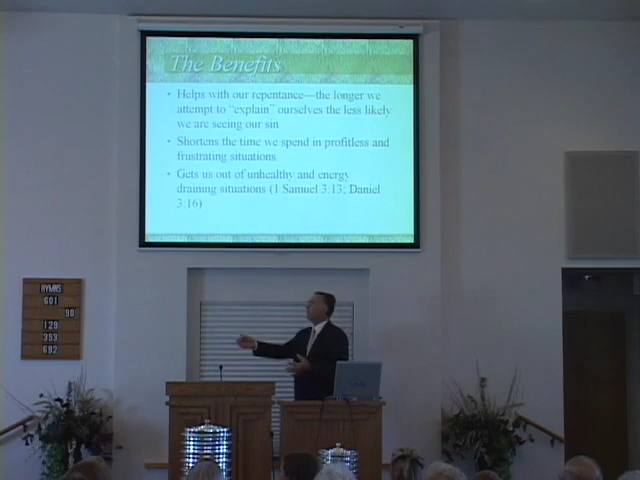 The Benefits
• Helps with our repentance—the longer we
attempt to “explain” ourselves the less likely
we are seeing our sin
• Shortens the time we spend in profitless and
frustrating situations
• Gets us out of unhealthy and energy
draining situations (1 Samuel 3:13; Daniel
3:16)
HYMNS
601
90
129
353
692